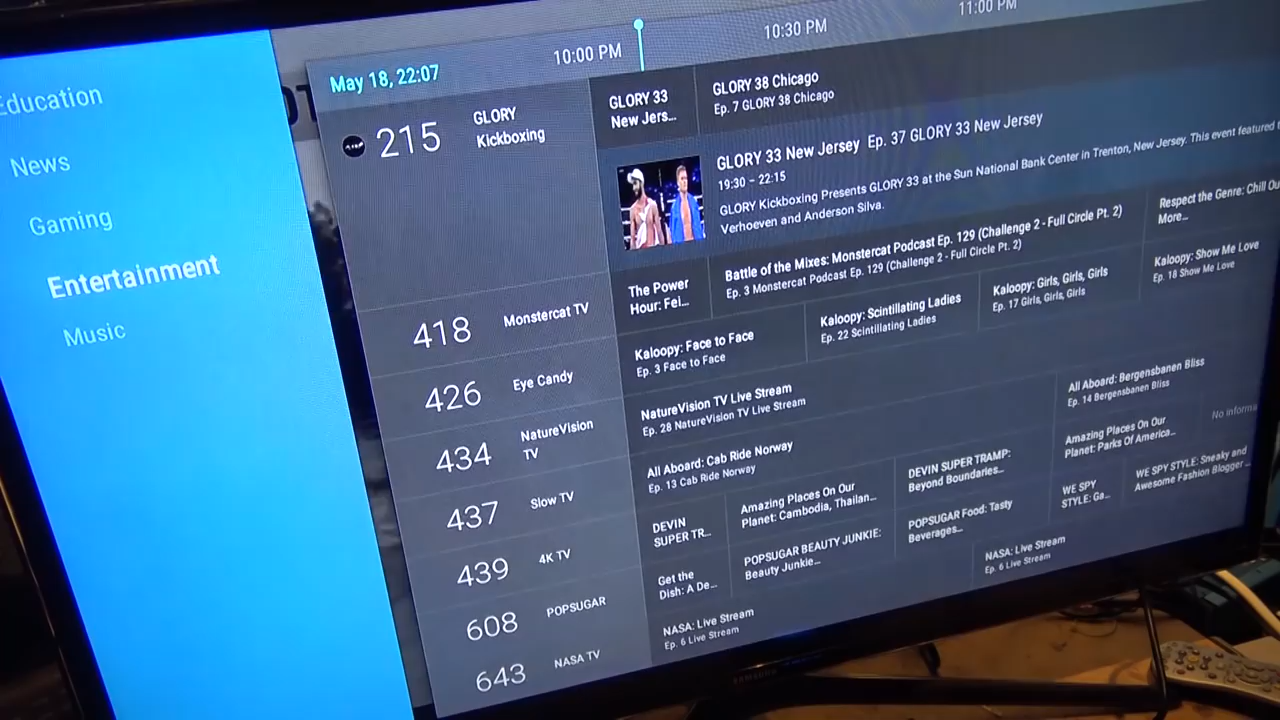 Education
News
Gaming
Entertainment
Music
May 18, 22:07
10:00 PM
10:30 PM
11:00 PM
215
GLORY
Kickboxing
GLORY 33
New Jers...
GLORY 38 Chicago
Ep. 7 GLORY 38 Chicago
GLORY 33 New Jersey Ep. 37 GLORY 33 New Jersey
19:30 - 22:15
GLORY Kickboxing Presents GLORY 33 at the Sun National Bank Center in Trenton, New Jersey. This event featured
Verhoeven and Anderson Silva.
418
Monstercat TV
The Power
Hour: Fel...
Battle of the Mixes: Monstercat Podcast Ep. 129 (Challenge 2 - Full Circle Pt. 2)
Ep. 3 Monstercat Podcast Ep. 129 (Challenge 2 - Full Circle Pt. 2)
Respect the Genre: Chill Ou
More...
426
Eye Candy
Kaloopy: Face to Face
Ep. 3 Face to Face
Kaloopy: Scintillating Ladies
Ep. 22 Scintillating Ladies
Kaloopy: Girls, Girls, Girls
Ep. 17 Girls, Girls, Girls
Kaloopy: Show Me Love
Ep. 18 Show Me Love
434
NatureVision
TV
NatureVision TV Live Stream
Ep. 28 NatureVision TV Live Stream
437
Slow TV
All Aboard: Cab Ride Norway
Ep. 13 Cab Ride Norway
All Aboard: Bergensbanen Bliss
Ep. 14 Bergensbanen Bliss
439
4K TV
DEVIN
SUPER TR...
Amazing Places On Our
Planet: Cambodia, Thailan...
DEVIN SUPER TRAMP:
Beyond Boundaries...
Amazing Places On Our
Planet: Parks Of America...
No informa
608
POPSUGAR
Get the
Dish: A De...
POPSUGAR BEAUTY JUNKIE:
Beauty Junkie...
POPSUGAR Food: Tasty
Beverages...
WE SPY
STYLE: Ga...
WE SPY STYLE: Sneaky and
Awesome Fashion Blogger...
643
NASA TV
NASA: Live Stream
Ep. 6 Live Stream
NASA: Live Stream
Ep. 6 Live Stream
SAMSUNG